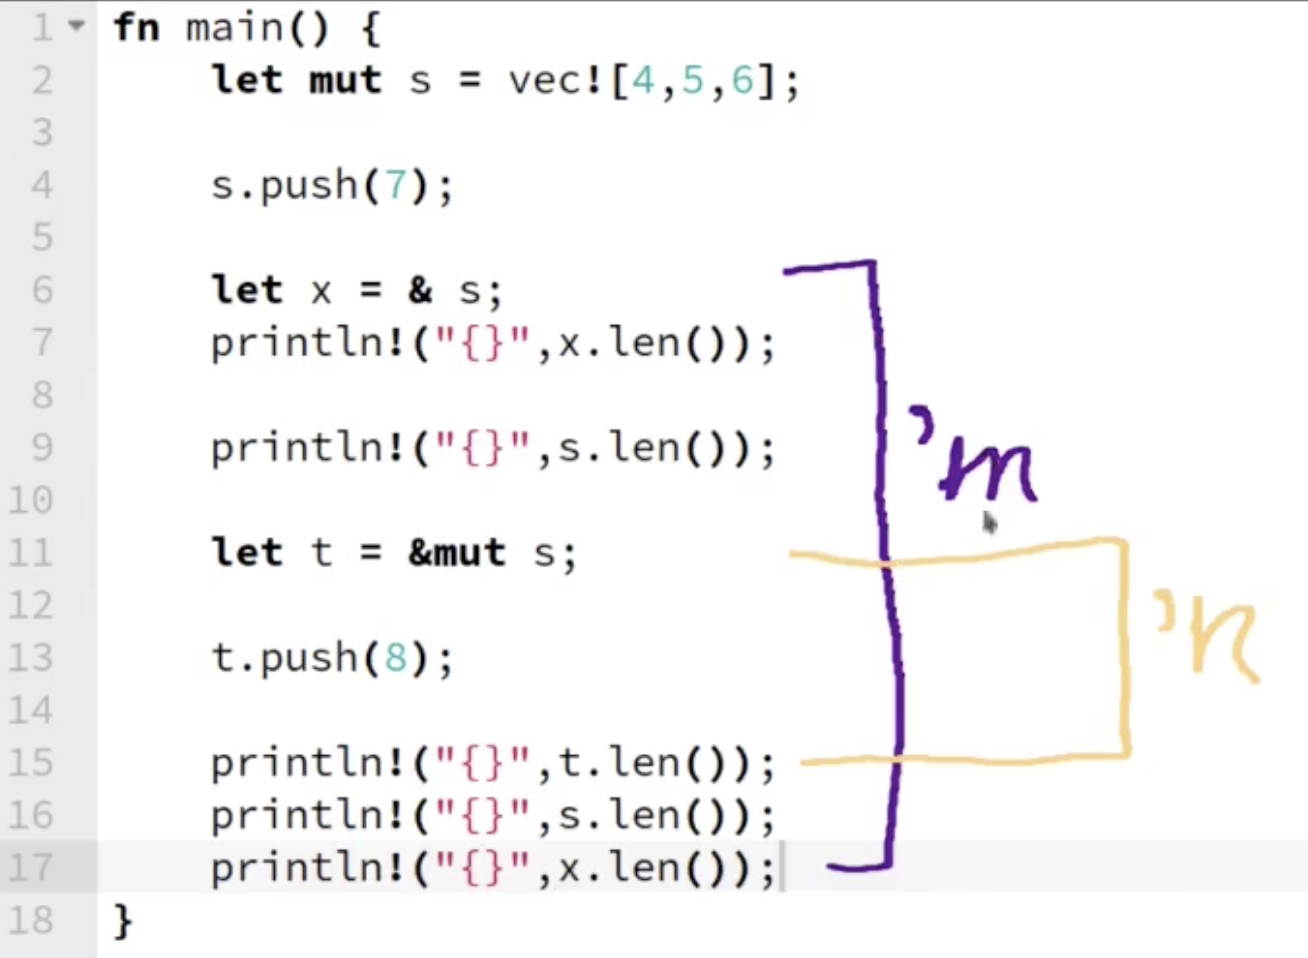 1 fn main() {
2 let mut s = vec![4,5,6];
3
4 s.push(7);
5
6 let x = & s;
7 println!("{}",x.len());
8
9 println!("{}",s.len());
'm
10
11 let t = &mut s;
12
'n
13 t.push(8);
14
15 println!("{}",t.len());
16 println!("{}",s.len());
17 println!("{}",x.len());
18 }